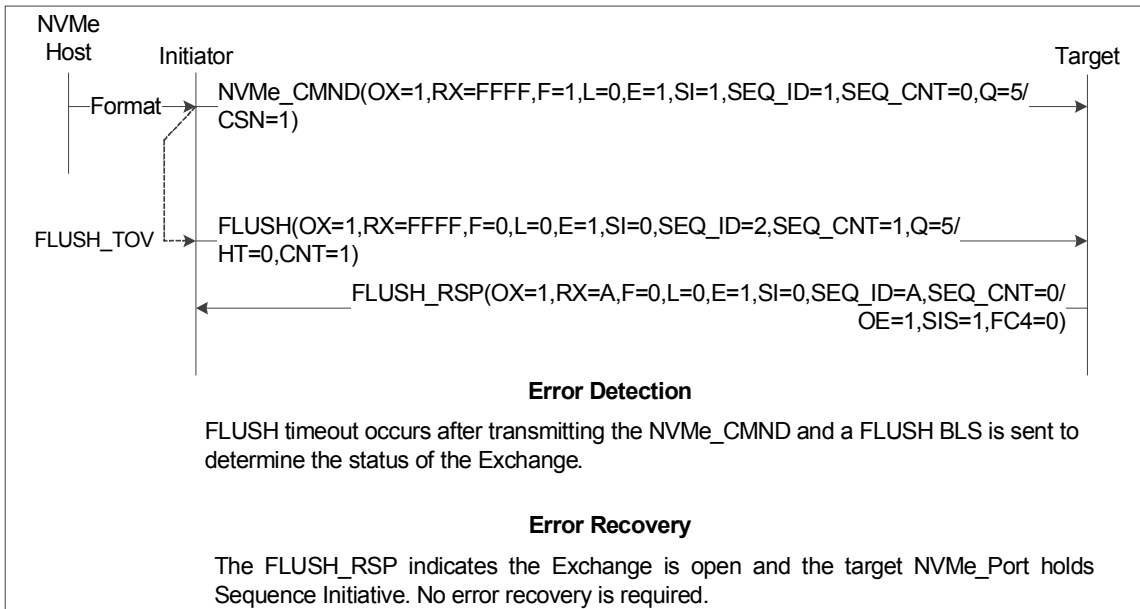 NVMe
Host
Initiator
Target
Format
NVMe_CMND(OX=1,RX=FFFF,F=1,L=0,E=1,SI=1,SEQ_ID=1,SEQ_CNT=0,Q=5/
CSN=1)
FLUSH_TOV
FLUSH(OX=1,RX=FFFF,F=0,L=0,E=1,SI=0,SEQ_ID=2,SEQ_CNT=1,Q=5/
HT=0,CNT=1)
FLUSH_RSP(OX=1,RX=A,F=0,L=0,E=1,SI=0,SEQ_ID=A,SEQ_CNT=0/
OE=1,SIS=1,FC4=0)
Error Detection
FLUSH timeout occurs after transmitting the NVMe_CMND and a FLUSH BLS is sent to
determine the status of the Exchange.
Error Recovery
The FLUSH_RSP indicates the Exchange is open and the target NVMe_Port holds
Sequence Initiative. No error recovery is required.